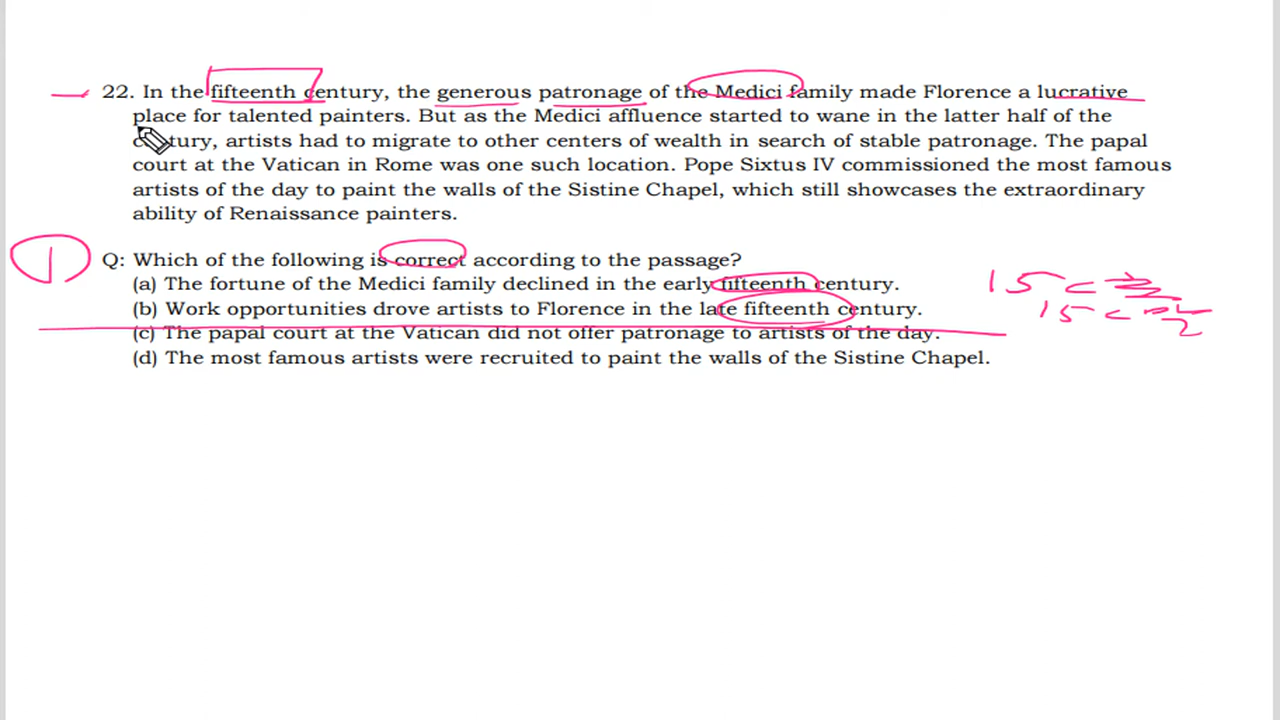 22. In the fifteenth century, the generous patronage of the Medici family made Florence a lucrative
place for talented painters. But as the Medici affluence started to wane in the latter half of the
century, artists had to migrate to other centers of wealth in search of stable patronage. The papal
court at the Vatican in Rome was one such location. Pope Sixtus IV commissioned the most famous
artists of the day to paint the walls of the Sistine Chapel, which still showcases the extraordinary
ability of Renaissance painters.
1
Q: Which of the following is correct according to the passage?
(a) The fortune of the Medici family declined in the early fifteenth century.
15 c
(b) Work opportunities drove artists to Florence in the late fifteenth century.
15 c
(c) The papal court at the Vatican did not offer patronage to artists of the day.
(d) The most famous artists were recruited to paint the walls of the Sistine Chapel.